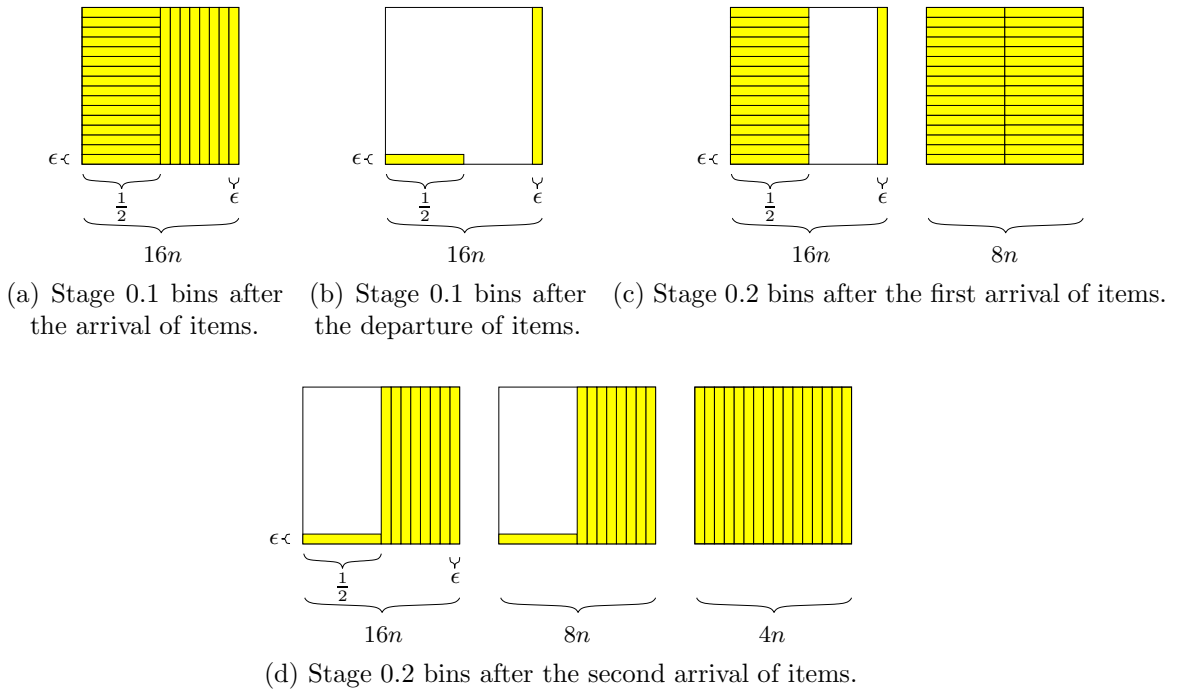 ϵ
1/2
ϵ
16n
(a) Stage 0.1 bins after
the arrival of items.
1/2
ϵ
16n
(b) Stage 0.1 bins after
the departure of items.
ϵ
ϵ
1/2
ϵ
16n
8n
(c) Stage 0.2 bins after the first arrival of items.
ϵ
1/2
ϵ
16n
8n
4n
(d) Stage 0.2 bins after the second arrival of items.